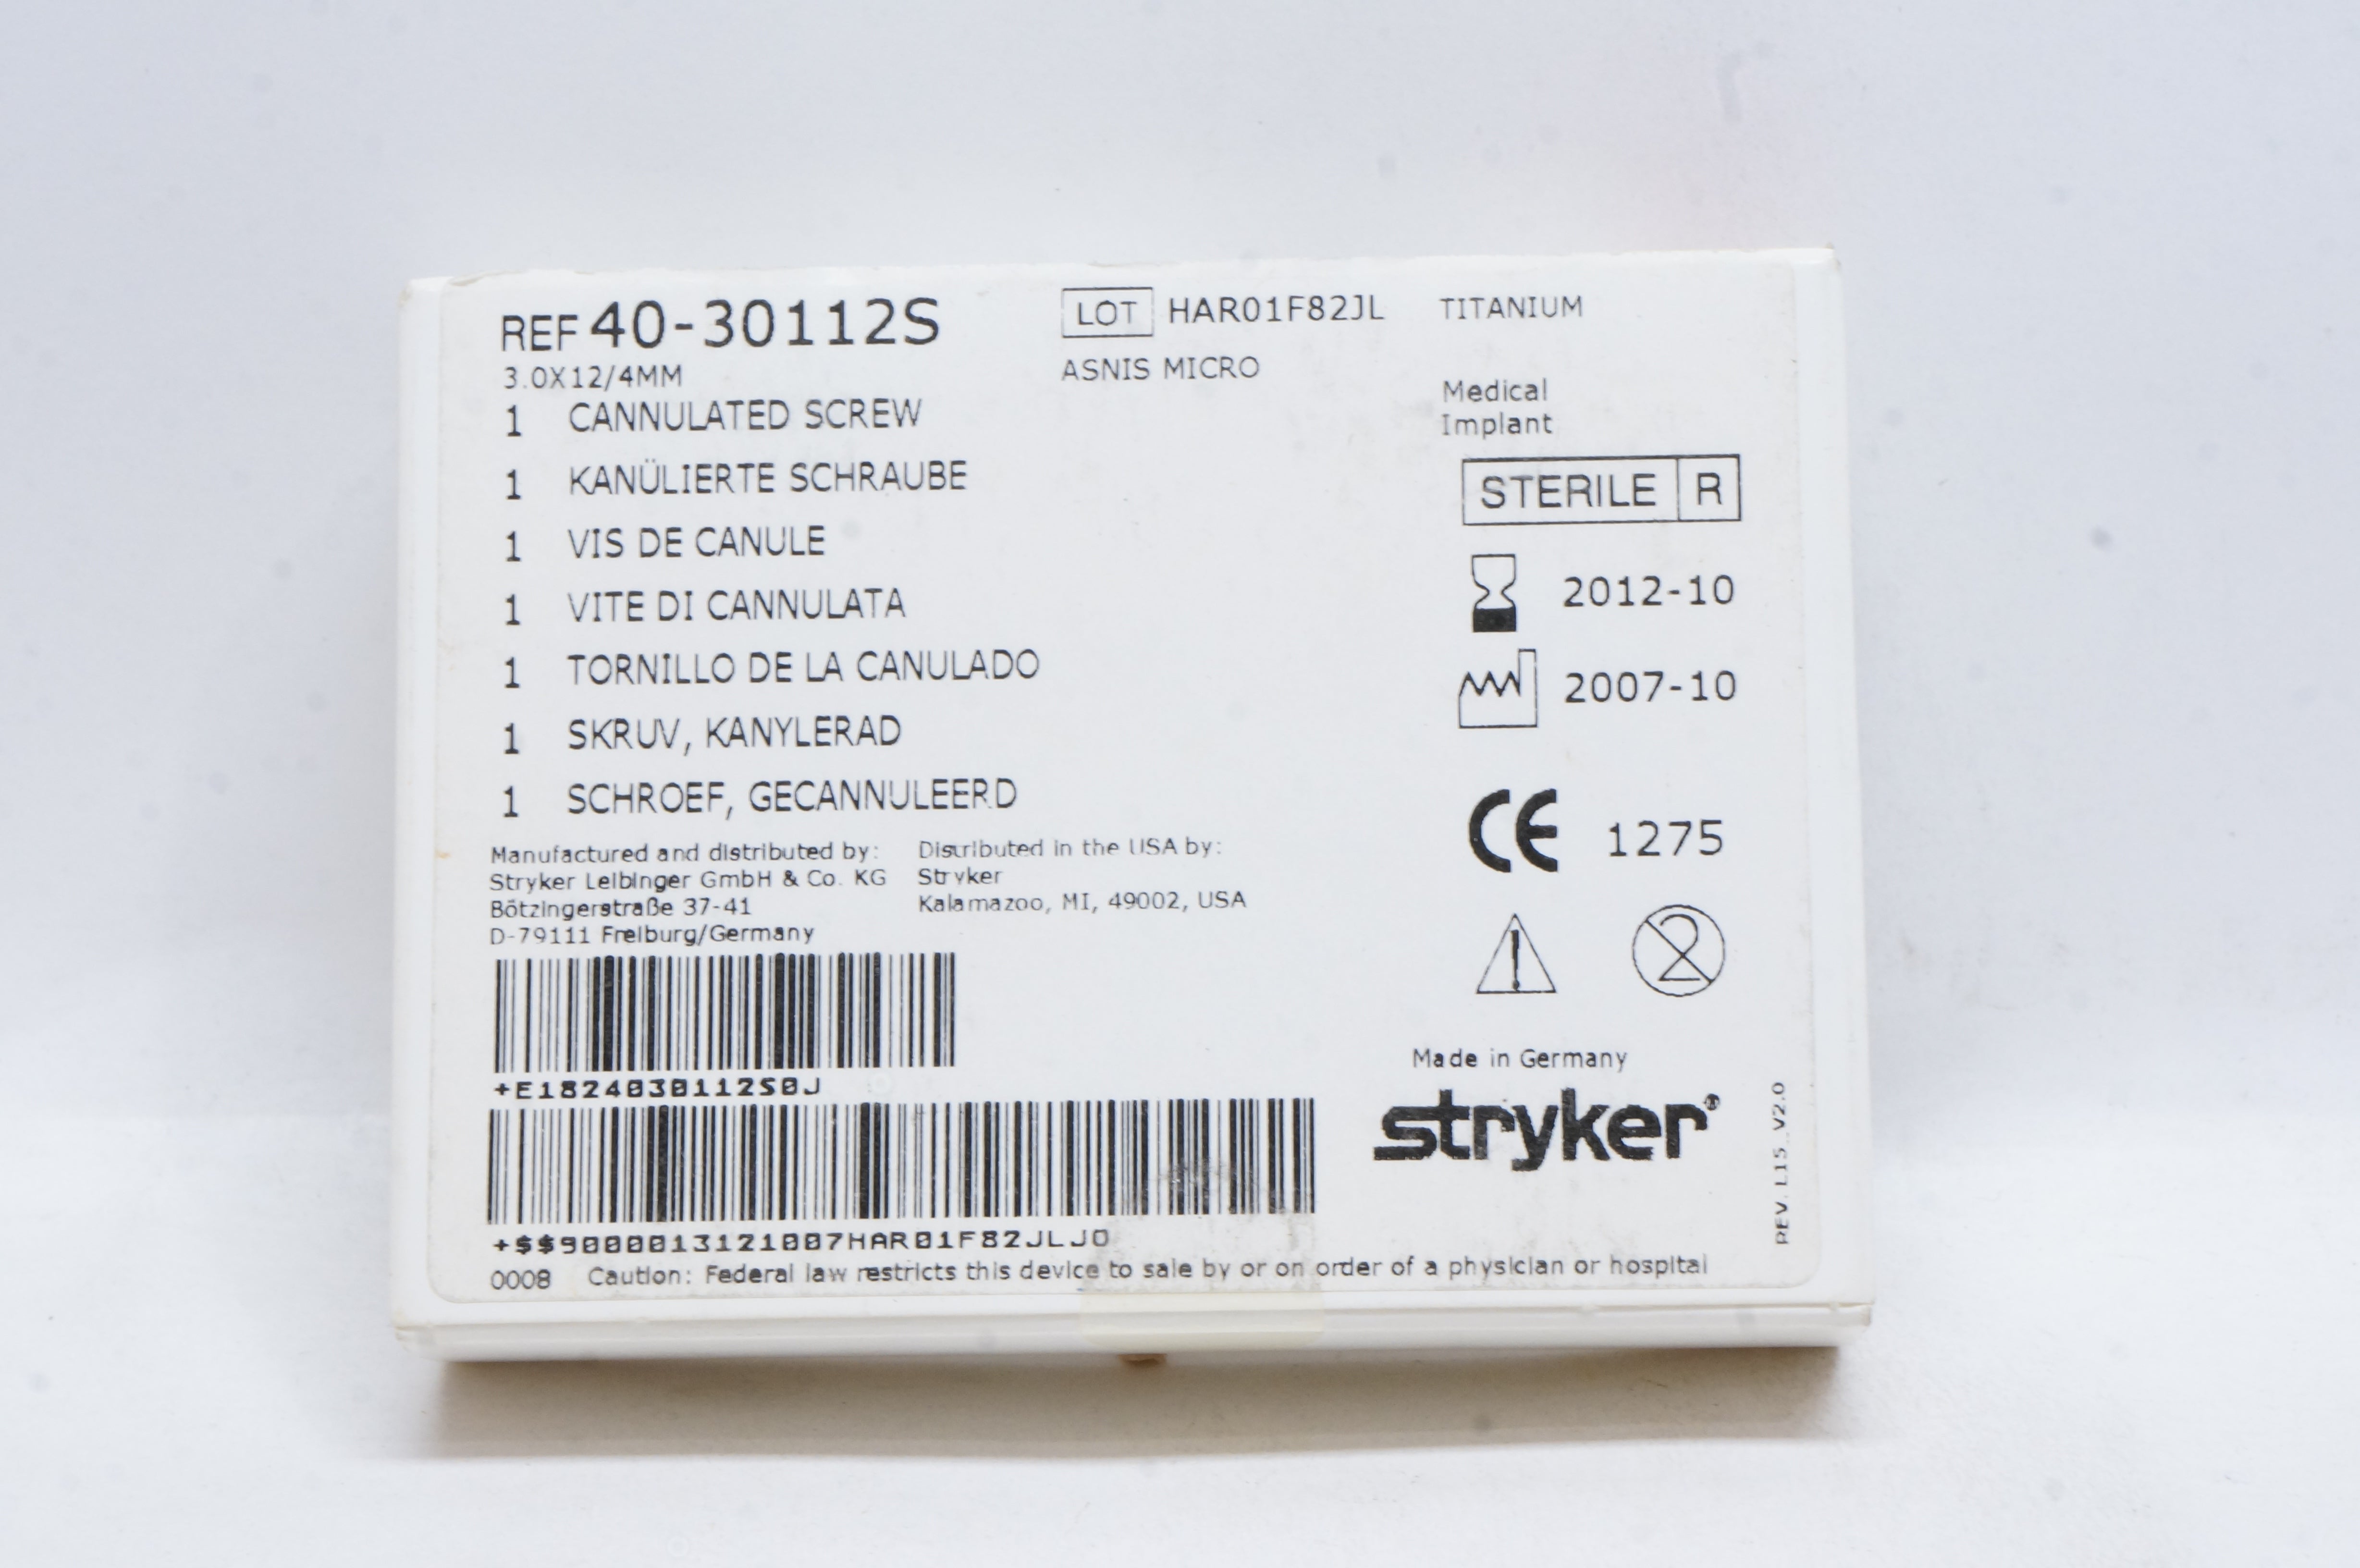 REF 40-30112S
3.0X12/4MM
LOT HAR01F82JL
ASNIS MICRO
TITANIUM
Medical
Implant
1 CANNULATED SCREW
1 KANÜLIERTE SCHRAUBE
1 VIS DE CANULE
1 VITE DI CANNULATA
1 TORNILLO DE LA CANULADO
1 SKRUV, KANYLERAD
1 SCHROEF, GECANNULEERD
STERILE R
2012-10
2007-10
CE 1275
2
Manufactured and distributed by:
Stryker Leibinger GmbH & Co. KG
Bötzingerstraße 37-41
D-79111 Freiburg/Germany
Distributed in the USA by:
Stryker
Kalamazoo, MI, 49002, USA
+E1824030112S0J
+$$9000013121007HAR01F82JLJO
Made in Germany
stryker®
REV. L15_V2.0
0008 Caution: Federal law restricts this device to sale by or on order of a physician or hospital